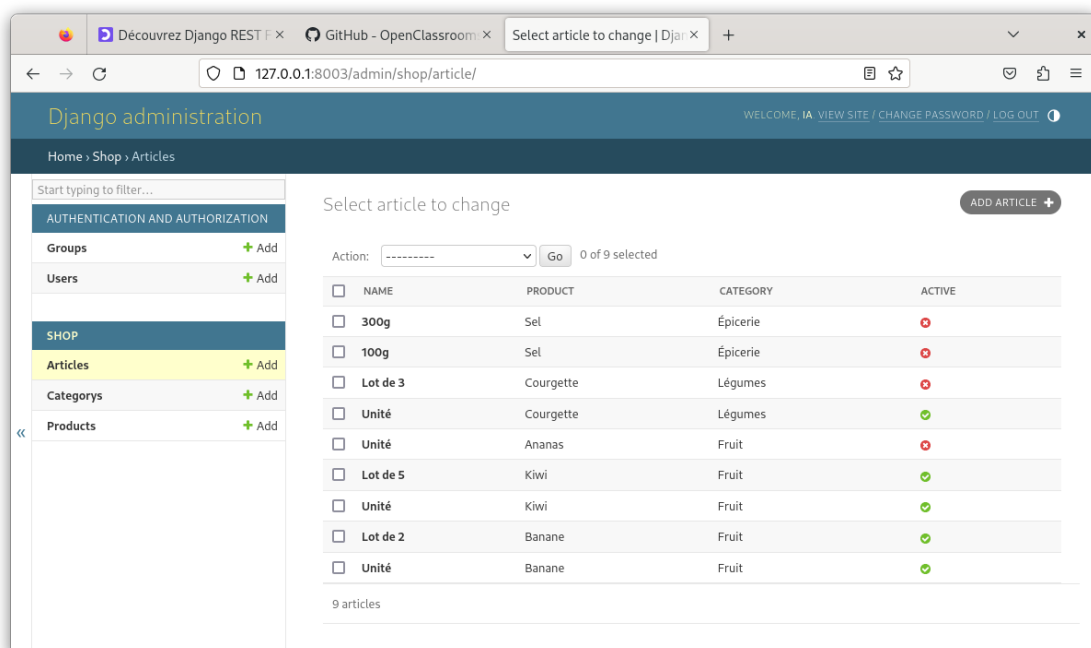 Découvrez Django REST F
GitHub - OpenClassrooms
Select article to change | Djan
127.0.0.1:8003/admin/shop/article/
Django administration
WELCOME, IA. VIEW SITE / CHANGE PASSWORD / LOG OUT
Home › Shop › Articles
Start typing to filter...
AUTHENTICATION AND AUTHORIZATION
Groups + Add
Users + Add
SHOP
Articles + Add
Categorys + Add
Products + Add
«
Select article to change
ADD ARTICLE +
Action: --------- Go 0 of 9 selected
NAME PRODUCT CATEGORY ACTIVE
300g Sel Épicerie
100g Sel Épicerie
Lot de 3 Courgette Légumes
Unité Courgette Légumes
Unité Ananas Fruit
Lot de 5 Kiwi Fruit
Unité Kiwi Fruit
Lot de 2 Banane Fruit
Unité Banane Fruit
9 articles